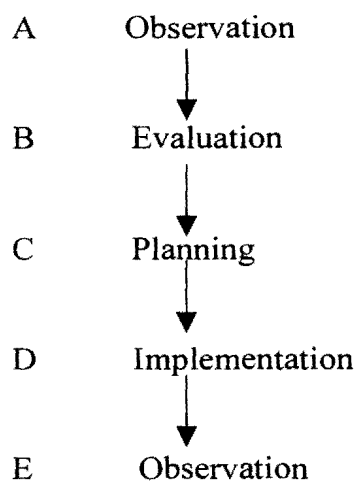 A Observation
B Evaluation
C Planning
D Implementation
E Observation